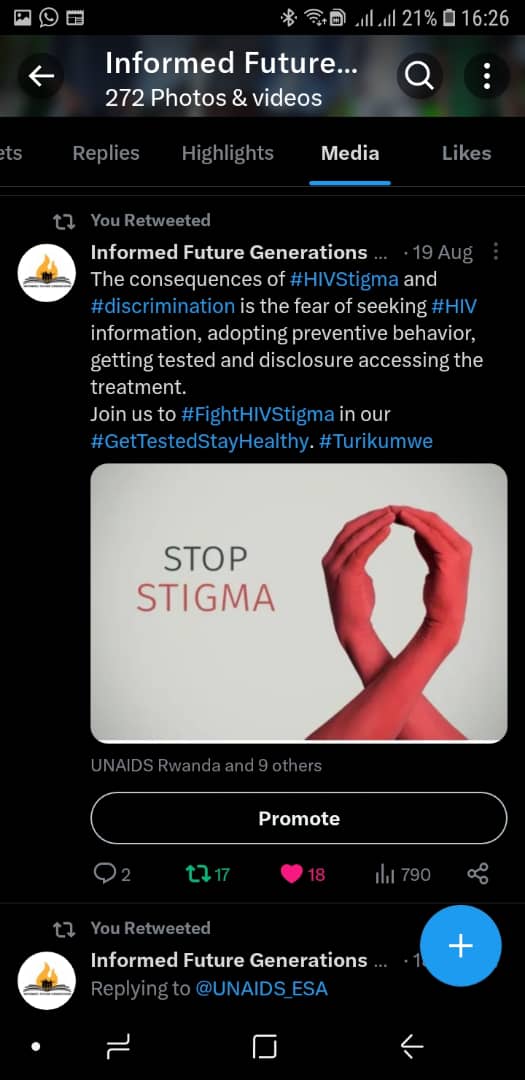 21% 16:26
Informed Future...
272 Photos & videos
ets Replies Highlights Media Likes
You Retweeted
Informed Future Generations ... · 19 Aug
The consequences of #HIVStigma and
#discrimination is the fear of seeking #HIV
information, adopting preventive behavior,
getting tested and disclosure accessing the
treatment.
Join us to #FightHIVStigma in our
#GetTestedStayHealthy. #Turikumwe
STOP
STIGMA
UNAIDS Rwanda and 9 others
Promote
2 17 18 790
You Retweeted
Informed Future Generations ... · 1
Replying to @UNAIDS_ESA